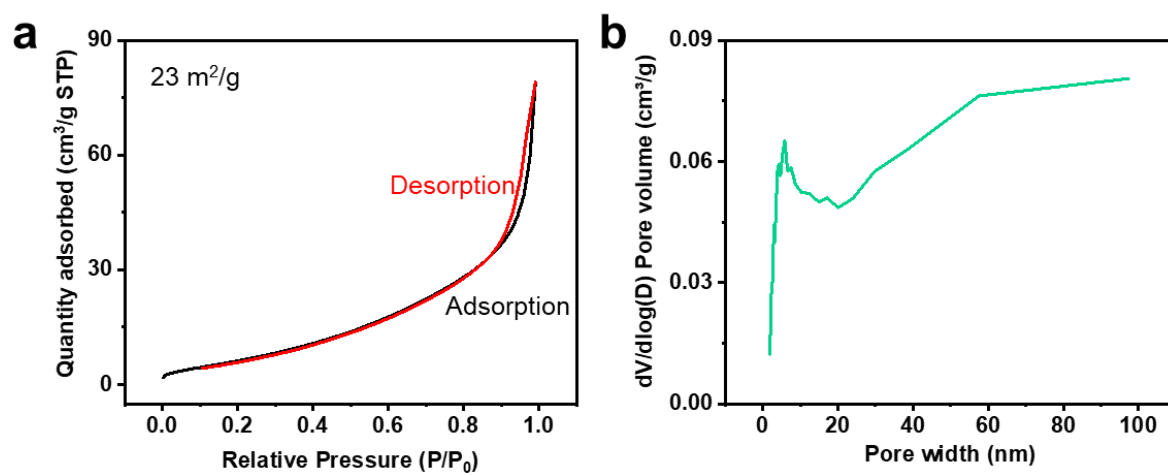 a
90
60
30
0
Quantity adsorbed (cm³/g STP)
23 m²/g
Desorption
Adsorption
0.0 0.2 0.4 0.6 0.8 1.0
Relative Pressure (P/P₀)
b
0.09
0.06
0.03
0.00
dV/dlog(D) Pore volume (cm³/g)
0 20 40 60 80 100
Pore width (nm)